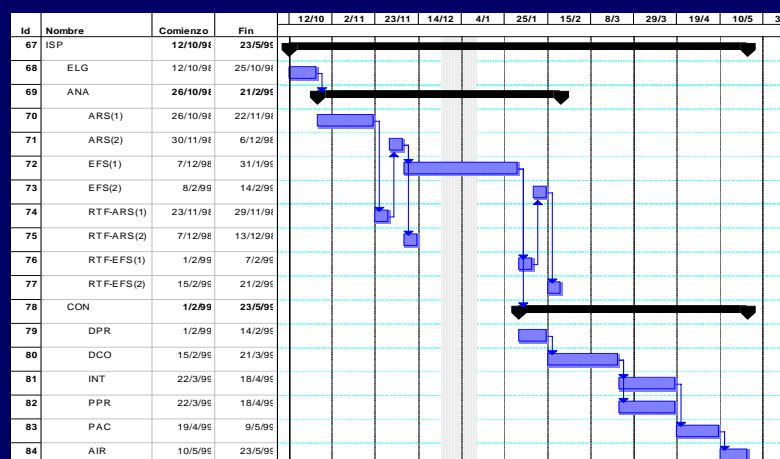 12/10 2/11 23/11 14/12 4/1 25/1 15/2 8/3 29/3 19/4 10/5 3
Id Nombre Comienzo Fin
67 ISP 12/10/98 23/5/99
68 ELG 12/10/98 25/10/98
69 ANA 26/10/98 21/2/99
70 ARS(1) 26/10/98 22/11/98
71 ARS(2) 30/11/98 6/12/98
72 EFS(1) 7/12/98 31/1/99
73 EFS(2) 8/2/99 14/2/99
74 RTF-ARS(1) 23/11/98 29/11/98
75 RTF-ARS(2) 7/12/98 13/12/98
76 RTF-EFS(1) 1/2/99 7/2/99
77 RTF-EFS(2) 15/2/99 21/2/99
78 CON 1/2/99 23/5/99
79 DPR 1/2/99 14/2/99
80 DCO 15/2/99 21/3/99
81 INT 22/3/99 18/4/99
82 PPR 22/3/99 18/4/99
83 PAC 19/4/99 9/5/99
84 AIR 10/5/99 23/5/99